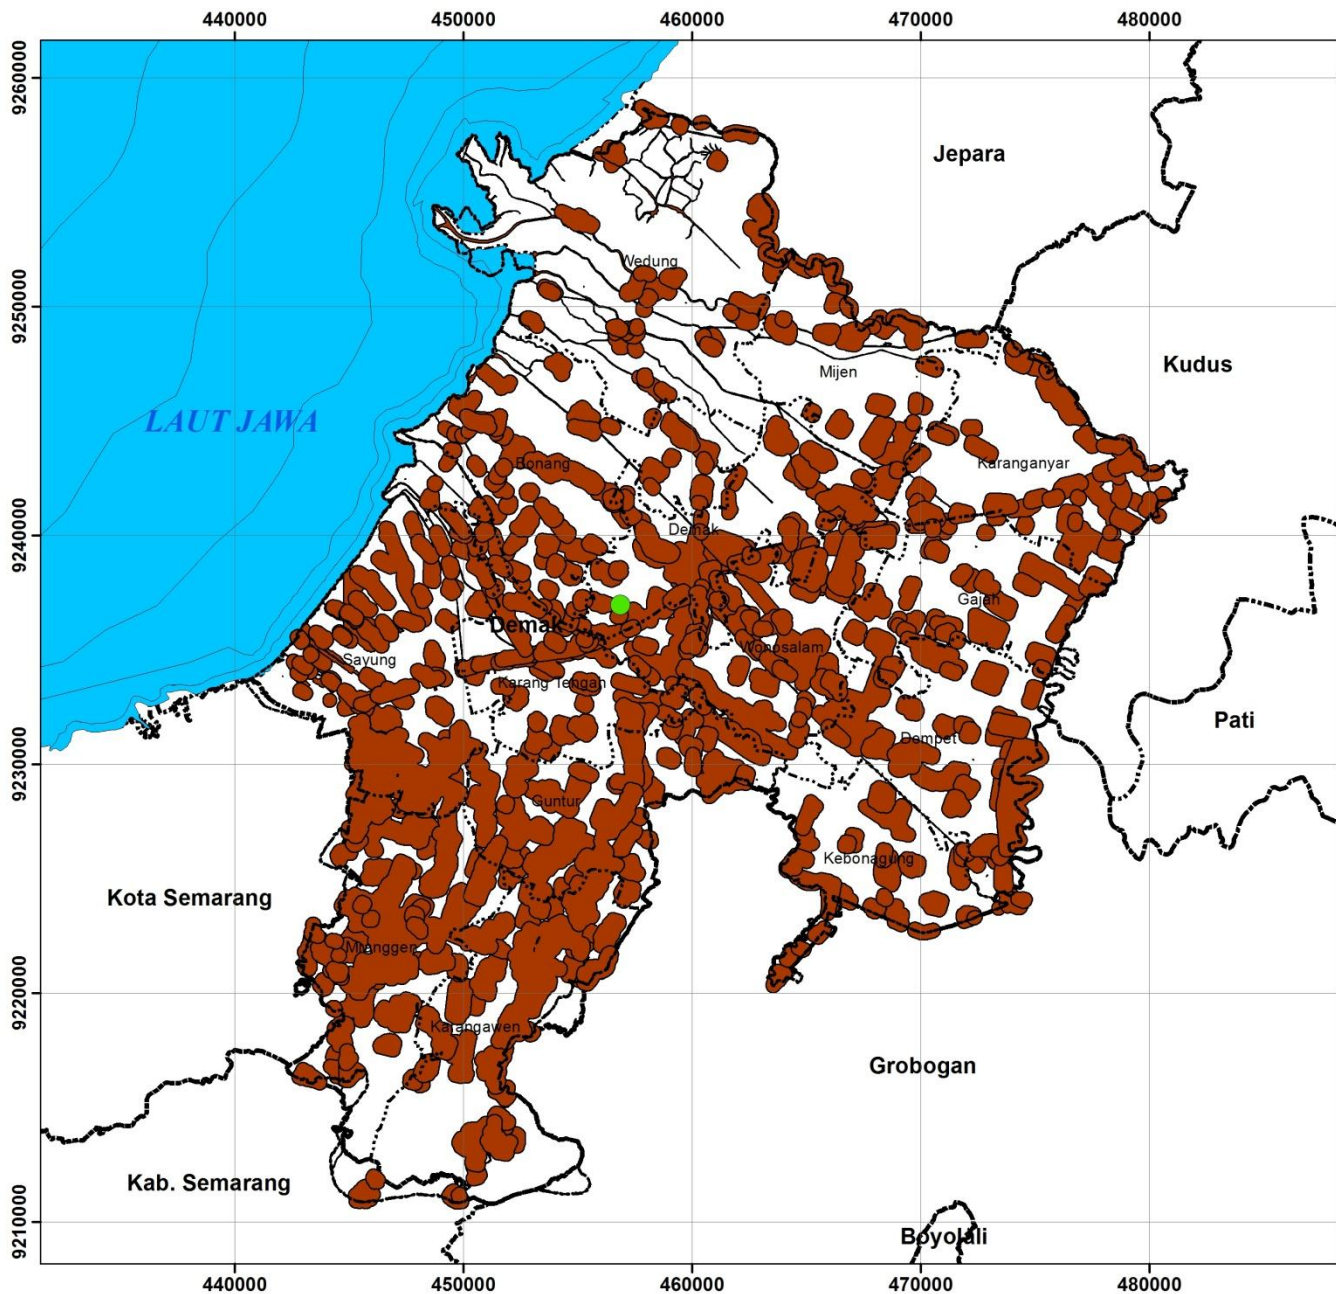 440000 450000 460000 470000 480000
9260000
9250000
9240000
9230000
9220000
9210000
Jepara
Wedung
Mijen
Kudus
LAUT JAWA
Bonang
Karanganyar
Demak
Gajah
Demak
Wonosalam
Sayung
Karang Tengah
Pati
Dempet
Guntur
Kebonagung
Kota Semarang
Mranggen
Karangawen
Grobogan
Kab. Semarang
Boyolali
440000 450000 460000 470000 480000